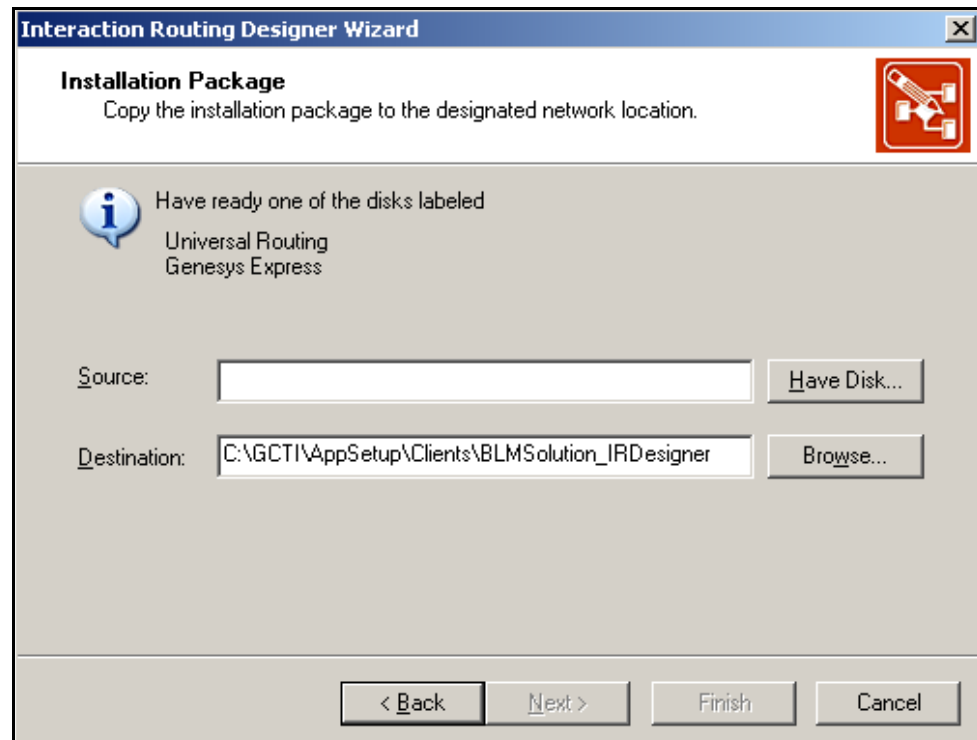 Interaction Routing Designer Wizard
Installation Package
Copy the installation package to the designated network location.
Have ready one of the disks labeled
Universal Routing
Genesys Express
Source:
Have Disk...
Destination:
C:\GCTI\AppSetup\Clients\BLMSolution_IRDesigner
Browse...
< Back
Next >
Finish
Cancel